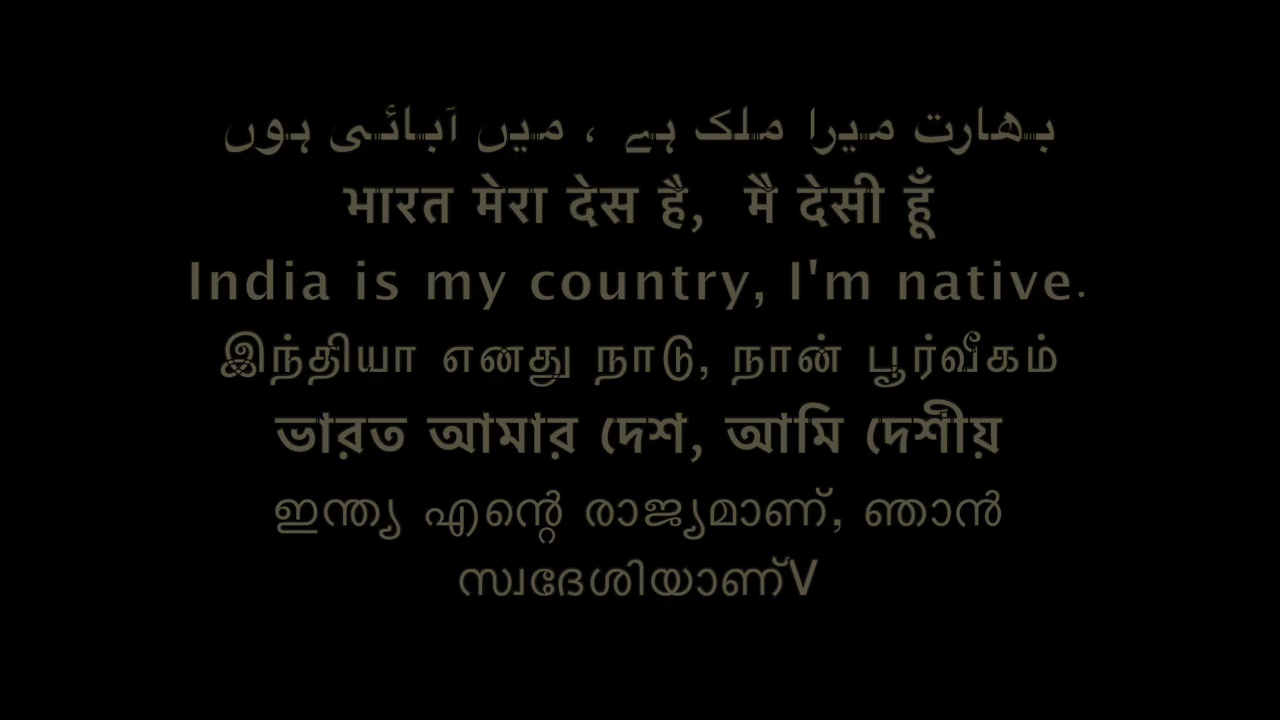 بھارت میرا ملک ہے ، میں آبائی ہوں
भारत मेरा देस है, मै देसी हूँ
India is my country, I'm native.
இந்தியா எனது நாடு, நான் பூர்வீகம்
ভারত আমার দেশ, আমি দেশীয়
ഇന്ത്യ എന്റെ രാജ്യമാണ്, ഞാൻ
സ്വദേശിയാണ്V